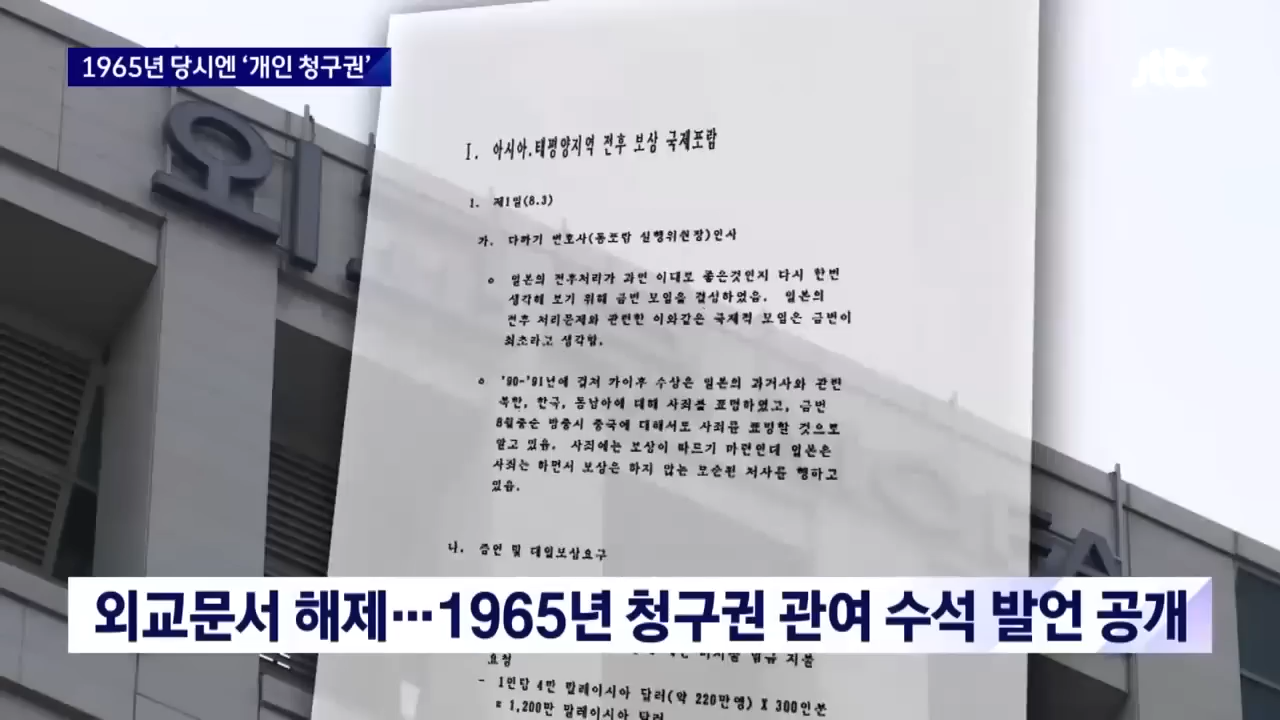 1965년 당시엔 ‘개인 청구권’
jtbc
외
I. 아시아.태평양지역 전후 보상 국제포람
1. 제1일(8.3)
가. 다까기 변호사(동포람 실행위원장)인사
o 일본의 전후처리가 과연 이대로 좋은것인지 다시 한번
생각해 보기 위해 금번 모임을 결성하였음. 일본의
전후 처리문제와 관련한 이와같은 국제적 모임은 금번이
최초라고 생각함.
o '90-'91년에 걸쳐 가이후 수상은 일본의 과거사와 관련
북한, 한국, 동남아에 대해 사죄를 표명하였고, 금번
8월중순 방중시 중국에 대해서도 사죄를 표명할 것으로
알고 있음. 사죄에는 보상이 따르기 마련인데 일본은
사죄는 하면서 보상은 하지 않는 모순된 처사를 행하고
있음.
나. 증언 및 대일보상요구
외교문서 해제…1965년 청구권 관여 수석 발언 공개
지불
요청
- 1인당 4만 말레이시아 달러(약 220만엥) X 300인분
= 1,200만 말레이시아 달러